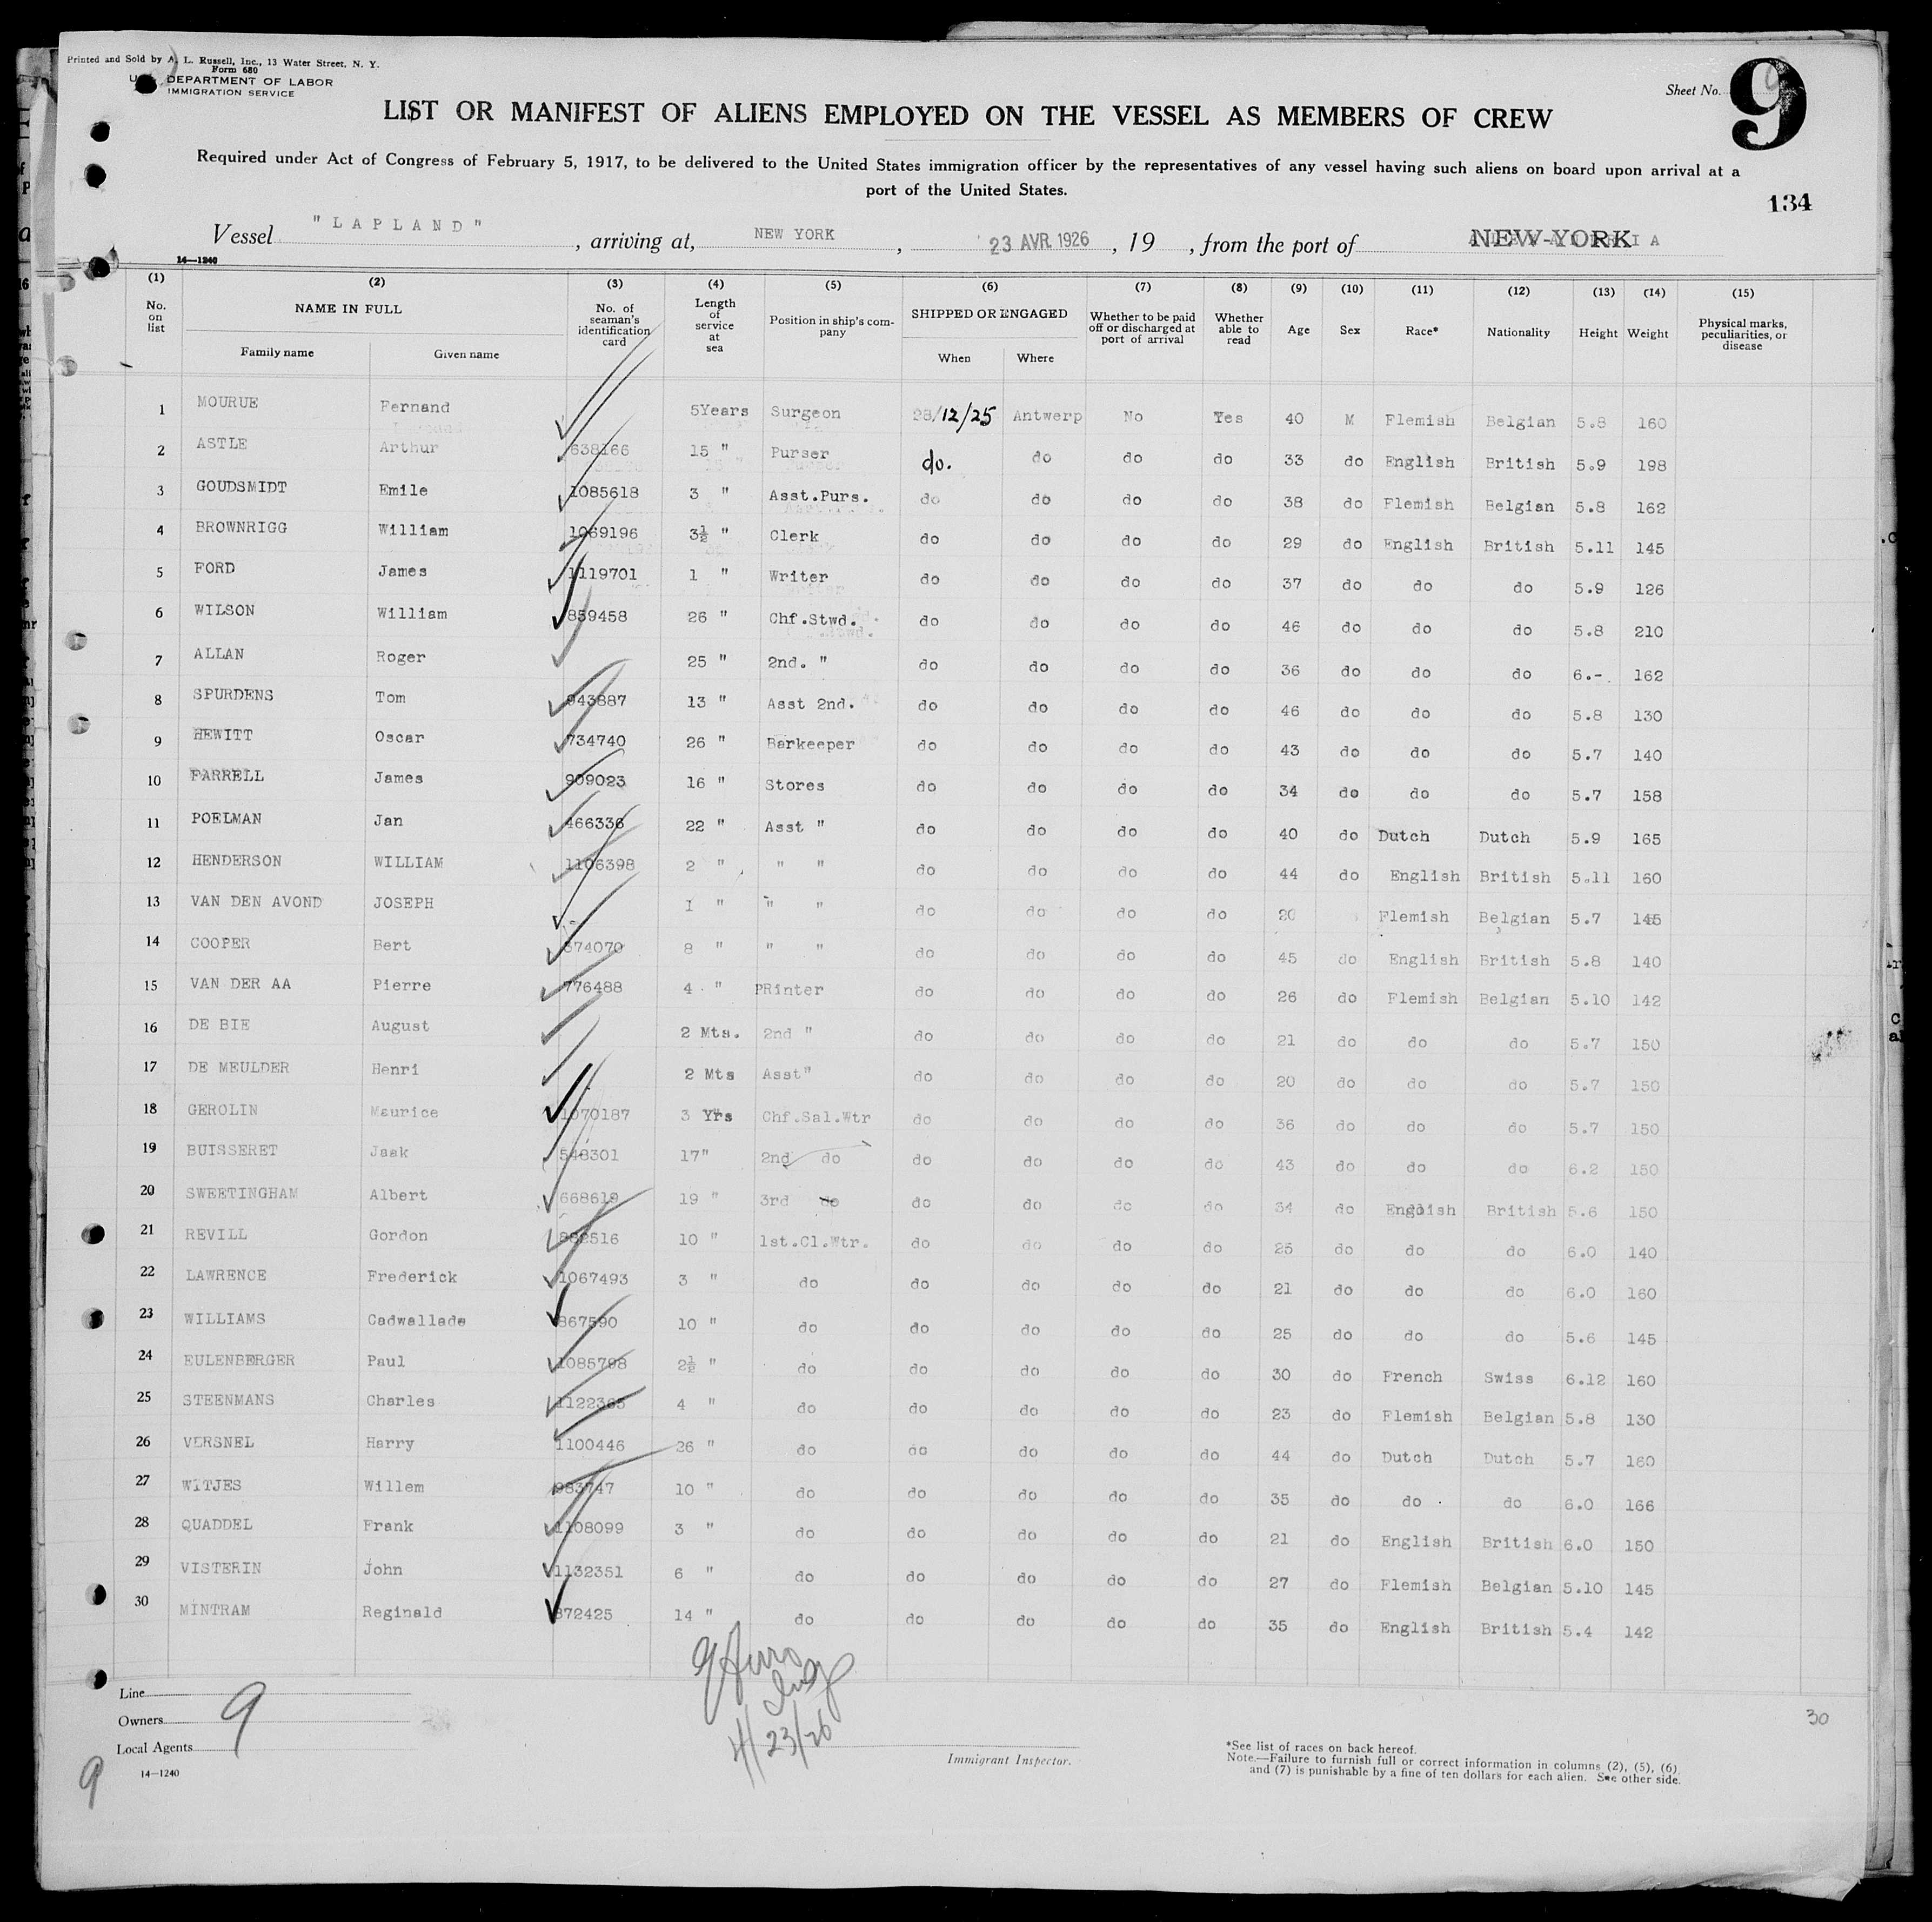 Printed and Sold by A. L. Russell, Inc., 13 Water Street, N. Y.
Form 680
U. S. DEPARTMENT OF LABOR
IMMIGRATION SERVICE
Sheet No. 9
9
LIST OR MANIFEST OF ALIENS EMPLOYED ON THE VESSEL AS MEMBERS OF CREW
Required under Act of Congress of February 5, 1917, to be delivered to the United States immigration officer by the representatives of any vessel having such aliens on board upon arrival at a
port of the United States.
134
Vessel "LAPLAND", arriving at, NEW YORK, 23 AVR. 1926, 19 , from the port of NEW-YORK
14—1240
(1) (2) (3) (4) (5) (6) (7) (8) (9) (10) (11) (12) (13) (14) (15)
No. on list NAME IN FULL Family name Given name No. of seaman's identification card Length of service at sea Position in ship's company SHIPPED OR ENGAGED When Where Whether to be paid off or discharged at port of arrival Whether able to read Age Sex Race* Nationality Height Weight Physical marks, peculiarities, or disease
1 MOURUE Fernand 5Years Surgeon 28/12/25 Antwerp No Yes 40 M Flemish Belgian 5.8 160
2 ASTLE Arthur 638166 15 " Purser do. do do do 33 do English British 5.9 198
3 GOUDSMIDT Emile 1085618 3 " Asst.Purs. do do do do 38 do Flemish Belgian 5.8 162
4 BROWNRIGG William 1069196 3½ " Clerk do do do do 29 do English British 5.11 145
5 FORD James 1119701 1 " Writer do do do do 37 do do do 5.9 126
6 WILSON William 859458 26 " Chf.Stwd. do do do do 46 do do do 5.8 210
7 ALLAN Roger 25 " 2nd. " do do do do 36 do do do 6.-. 162
8 SPURDENS Tom 943887 13 " Asst 2nd. do do do do 46 do do do 5.8 130
9 HEWITT Oscar 734740 26 " Barkeeper do do do do 43 do do do 5.7 140
10 FARRELL James 909023 16 " Stores do do do do 34 do do do 5.7 158
11 POELMAN Jan 466336 22 " Asst " do do do do 40 do Dutch Dutch 5.9 165
12 HENDERSON WILLIAM 1106398 2 " " " do do do do 44 do English British 5.11 160
13 VAN DEN AVOND JOSEPH 1 " " " do do do do 20 Flemish Belgian 5.7 145
14 COOPER Bert 574070 8 " " " do do do do 45 do English British 5.8 140
15 VAN DER AA Pierre 776488 4 " PRinter do do do do 26 do Flemish Belgian 5.10 142
16 DE BIE August 2 Mts. 2nd " do do do do 21 do do do 5.7 150
17 DE MEULDER Henri 2 Mts Asst" do do do do 20 do do do 5.7 150
18 GEROLIN Maurice 1070187 3 Yrs Chf.Sal.Wtr do do do do 36 do do do 5.7 150
19 BUISSERET Jaak 548301 17" 2nd do do do do do 43 do do do 6.2 150
20 SWEETINGHAM Albert 668619 19 " 3rd do do do do do 34 do English British 5.6 150
21 REVILL Gordon 10 " 1st.Cl.Wtr. do do do do 25 do do do 6.0 140
22 LAWRENCE Frederick 1067493 3 " do do do do do 21 do do do 6.0 160
23 WILLIAMS Cadwallade 867590 10 " do do do do do 25 do do do 5.6 145
24 EULENBERGER Paul 1085798 2½ " do do do do do 30 do French Swiss 6.12 160
25 STEENMANS Charles 1122365 4 " do do do do do 23 do Flemish Belgian 5.8 130
26 VERSNEL Harry 1100446 26 " do do do do do 44 do Dutch Dutch 5.7 160
27 WITJES Willem 983747 10 " do do do do do 35 do do do 6.0 166
28 QUADDEL Frank 1108099 3 " do do do do do 21 do English British 6.0 150
29 VISTERIN John 1132351 6 " do do do do do 27 do Flemish Belgian 5.10 145
30 MINTRAM Reginald 872425 14 " do do do do do 35 do English British 5.4 142
4/23/26
Line
Owners 9
Local Agents
9
14—1240
Immigrant Inspector.
30
*See list of races on back hereof.
Note.—Failure to furnish full or correct information in columns (2), (5), (6)
and (7) is punishable by a fine of ten dollars for each alien. See other side.